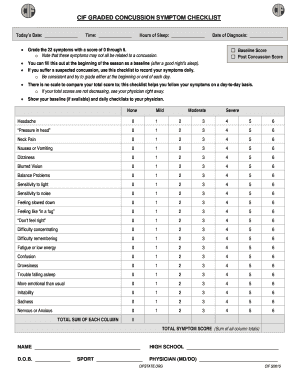 CIF GRADED CONCUSSION SYMPTOM CHECKLIST
Today's Date: Time: Hours of Sleep: Date of Diagnosis:
Grade the 22 symptoms with a score of 0 through 6.
Note that these symptoms may not all be related to a concussion.
You can fill this out at the beginning of the season as a baseline (after a good night's sleep).
If you suffer a suspected concussion, use this checklist to record your symptoms daily.
Be consistent and try to grade either at the beginning or end of each day.
There is no scale to compare your total score to; this checklist helps you follow your symptoms on a day-to-day basis.
If your total scores are not decreasing, see your physician right away.
Show your baseline (if available) and daily checklists to your physician.
Baseline Score
Post Concussion Score
None Mild Moderate Severe
Headache 0 1 2 3 4 5 6
"Pressure in head" 0 1 2 3 4 5 6
Neck Pain 0 1 2 3 4 5 6
Nausea or Vomiting 0 1 2 3 4 5 6
Dizziness 0 1 2 3 4 5 6
Blurred Vision 0 1 2 3 4 5 6
Balance Problems 0 1 2 3 4 5 6
Sensitivity to light 0 1 2 3 4 5 6
Sensitivity to noise 0 1 2 3 4 5 6
Feeling slowed down 0 1 2 3 4 5 6
Feeling like "in a fog" 0 1 2 3 4 5 6
"Don't feel right" 0 1 2 3 4 5 6
Difficulty concentrating 0 1 2 3 4 5 6
Difficulty remembering 0 1 2 3 4 5 6
Fatigue or low energy 0 1 2 3 4 5 6
Confusion 0 1 2 3 4 5 6
Drowsiness 0 1 2 3 4 5 6
Trouble falling asleep 0 1 2 3 4 5 6
More emotional than usual 0 1 2 3 4 5 6
Irritability 0 1 2 3 4 5 6
Sadness 0 1 2 3 4 5 6
Nervous or Anxious 0 1 2 3 4 5 6
TOTAL SUM OF EACH COLUMN 0
TOTAL SYMPTOM SCORE (Sum of all column totals)
NAME HIGH SCHOOL
D.O.B. SPORT PHYSICIAN (MD/DO)
CIFSTATE.ORG